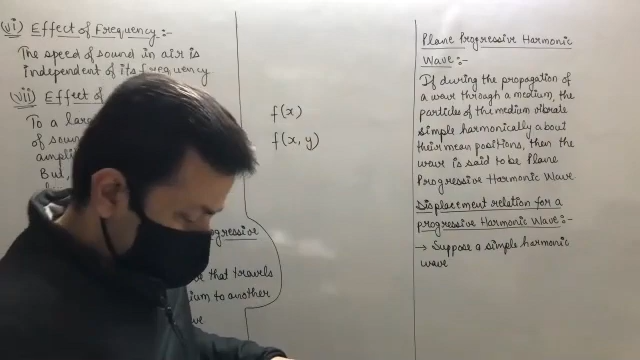 (vi) Effect of Frequency:-
The speed of sound in air is
independent of its frequency
(vii) Effect of
To a lar
of soun
ampli
But,
gressive
e that travels
ium to another
ve
f(x)
f(x, y)
Plane Progressive Harmonic
Wave:-
If during the propagation of
a wave through a medium, the
particles of the medium vibrate
simple harmonically about
their mean positions, then the
wave is said to be Plane
Progressive Harmonic Wave
Displacement relation for a
progressive Harmonic Wave:-
→ Suppose a simple harmonic
wave